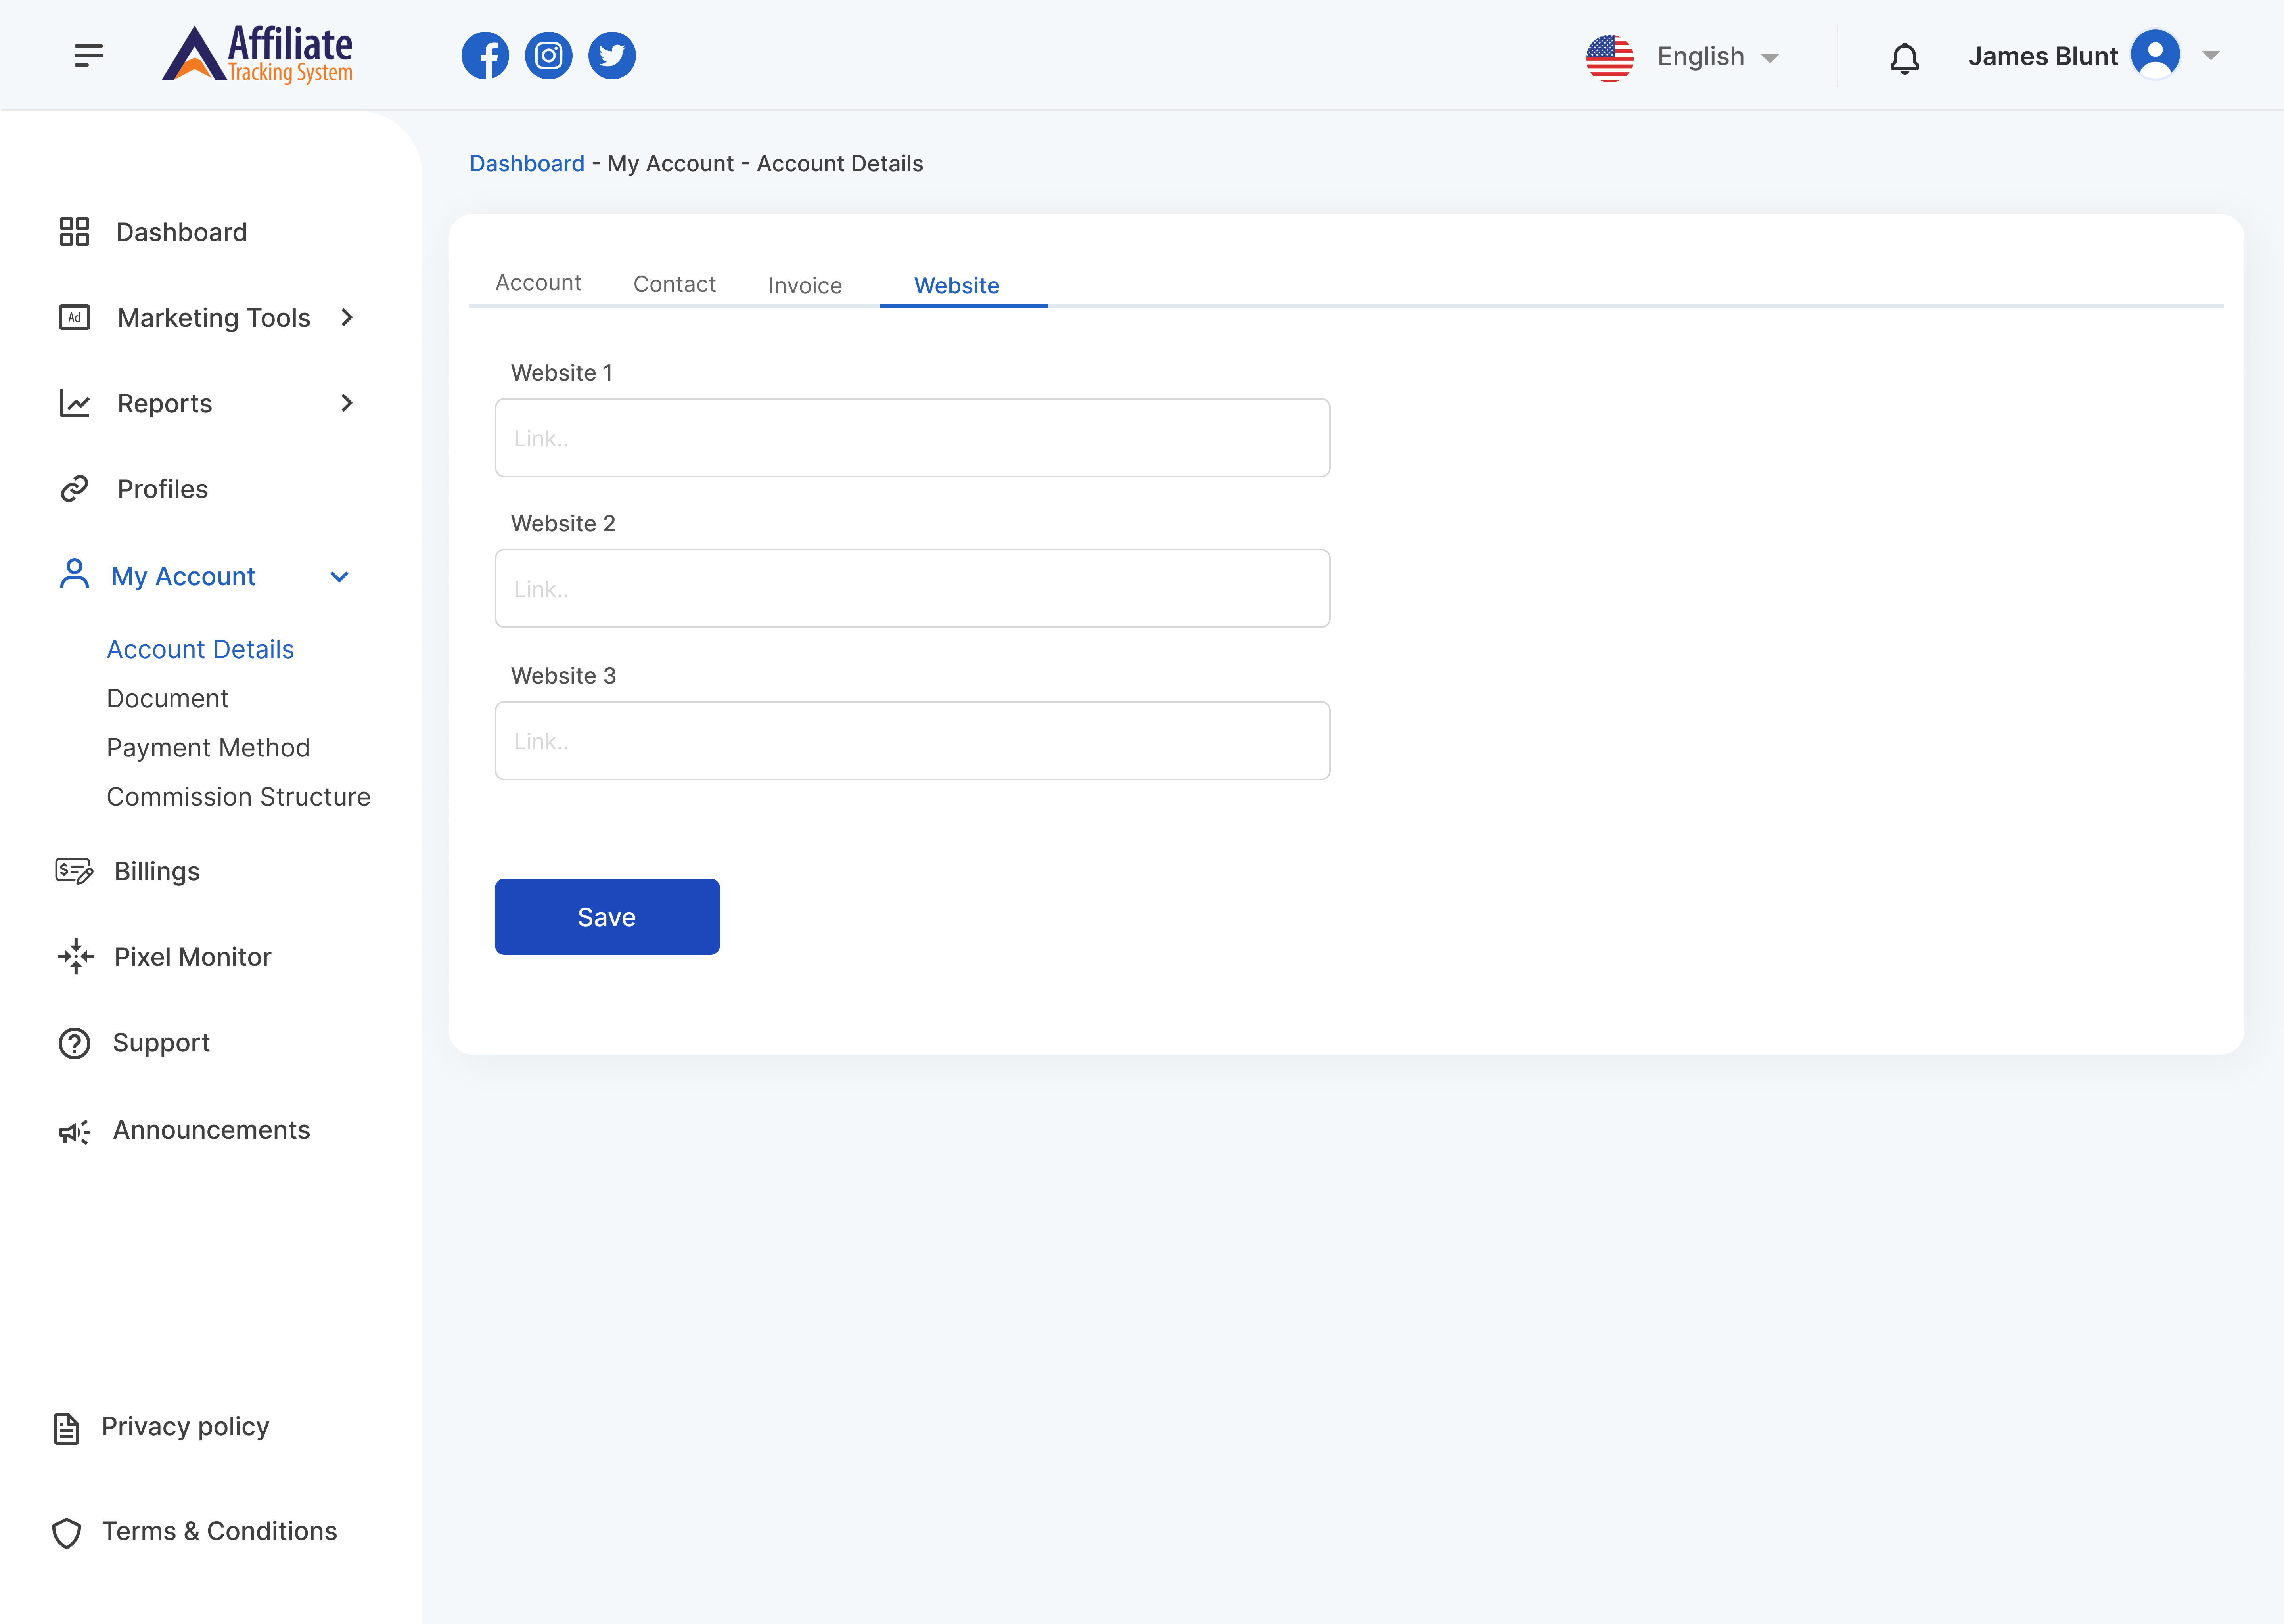 Affiliate
Tracking System
English
James Blunt
Dashboard - My Account - Account Details
Dashboard
Ad
Marketing Tools
Reports
Profiles
My Account
Account Details
Document
Payment Method
Commission Structure
Billings
Pixel Monitor
Support
Announcements
Privacy policy
Terms & Conditions
Account Contact Invoice Website
Website 1
Link..
Website 2
Link..
Website 3
Link..
Save